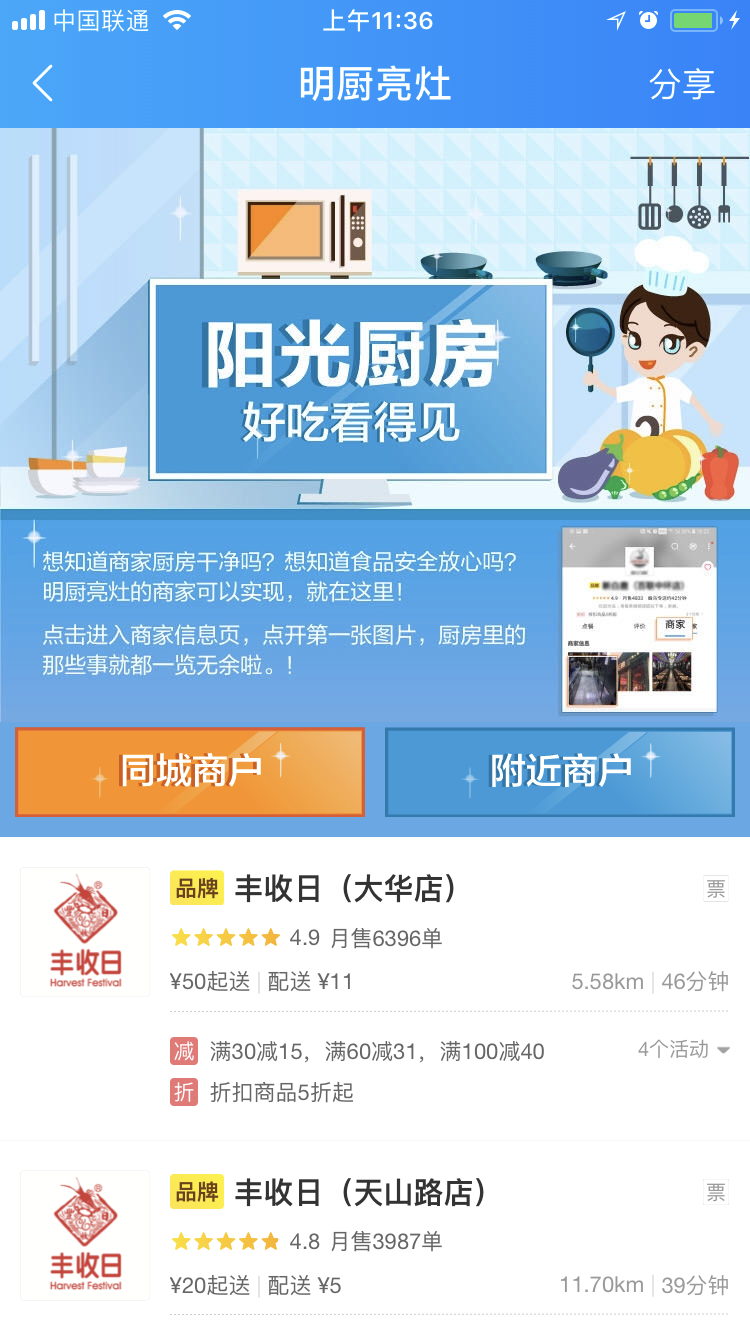 中国联通 上午11:36
明厨亮灶 分享
阳光厨房
好吃看得见
想知道商家厨房干净吗？想知道食品安全放心吗？
明厨亮灶的商家可以实现，就在这里！
点击进入商家信息页，点开第一张图片，厨房里的
那些事就都一览无余啦。！
点餐 评价 商家
商家信息
同城商户 附近商户
丰收日
Harvest Festival
品牌 丰收日（大华店） 票
4.9 月售6396单
¥50起送 配送 ¥11 5.58km 46分钟
减 满30减15，满60减31，满100减40 4个活动
折 折扣商品5折起
丰收日
Harvest Festival
品牌 丰收日（天山路店） 票
4.8 月售3987单
¥20起送 配送 ¥5 11.70km 39分钟